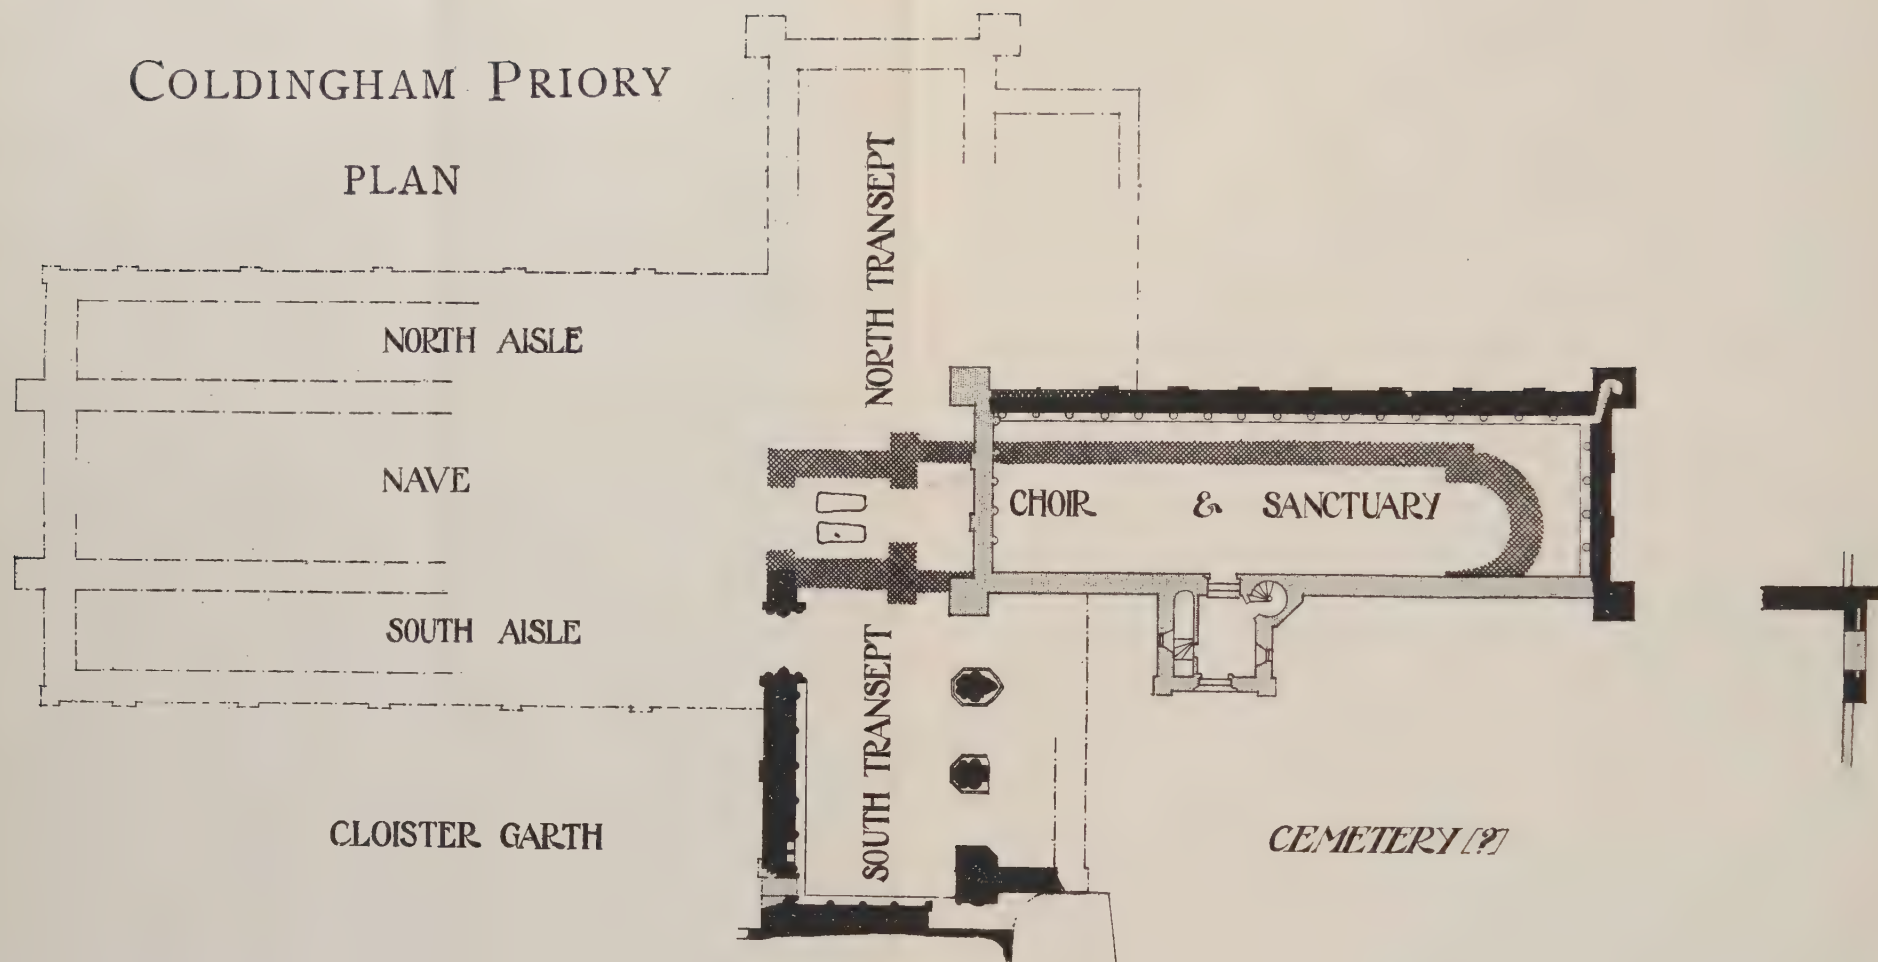 COLDINGHAM PRIORY
PLAN
NORTH TRANSEPT
NORTH AISLE
NAVE
CHOIR & SANCTUARY
SOUTH AISLE
SOUTH TRANSEPT
CLOISTER GARTH
CEMETERY [?]